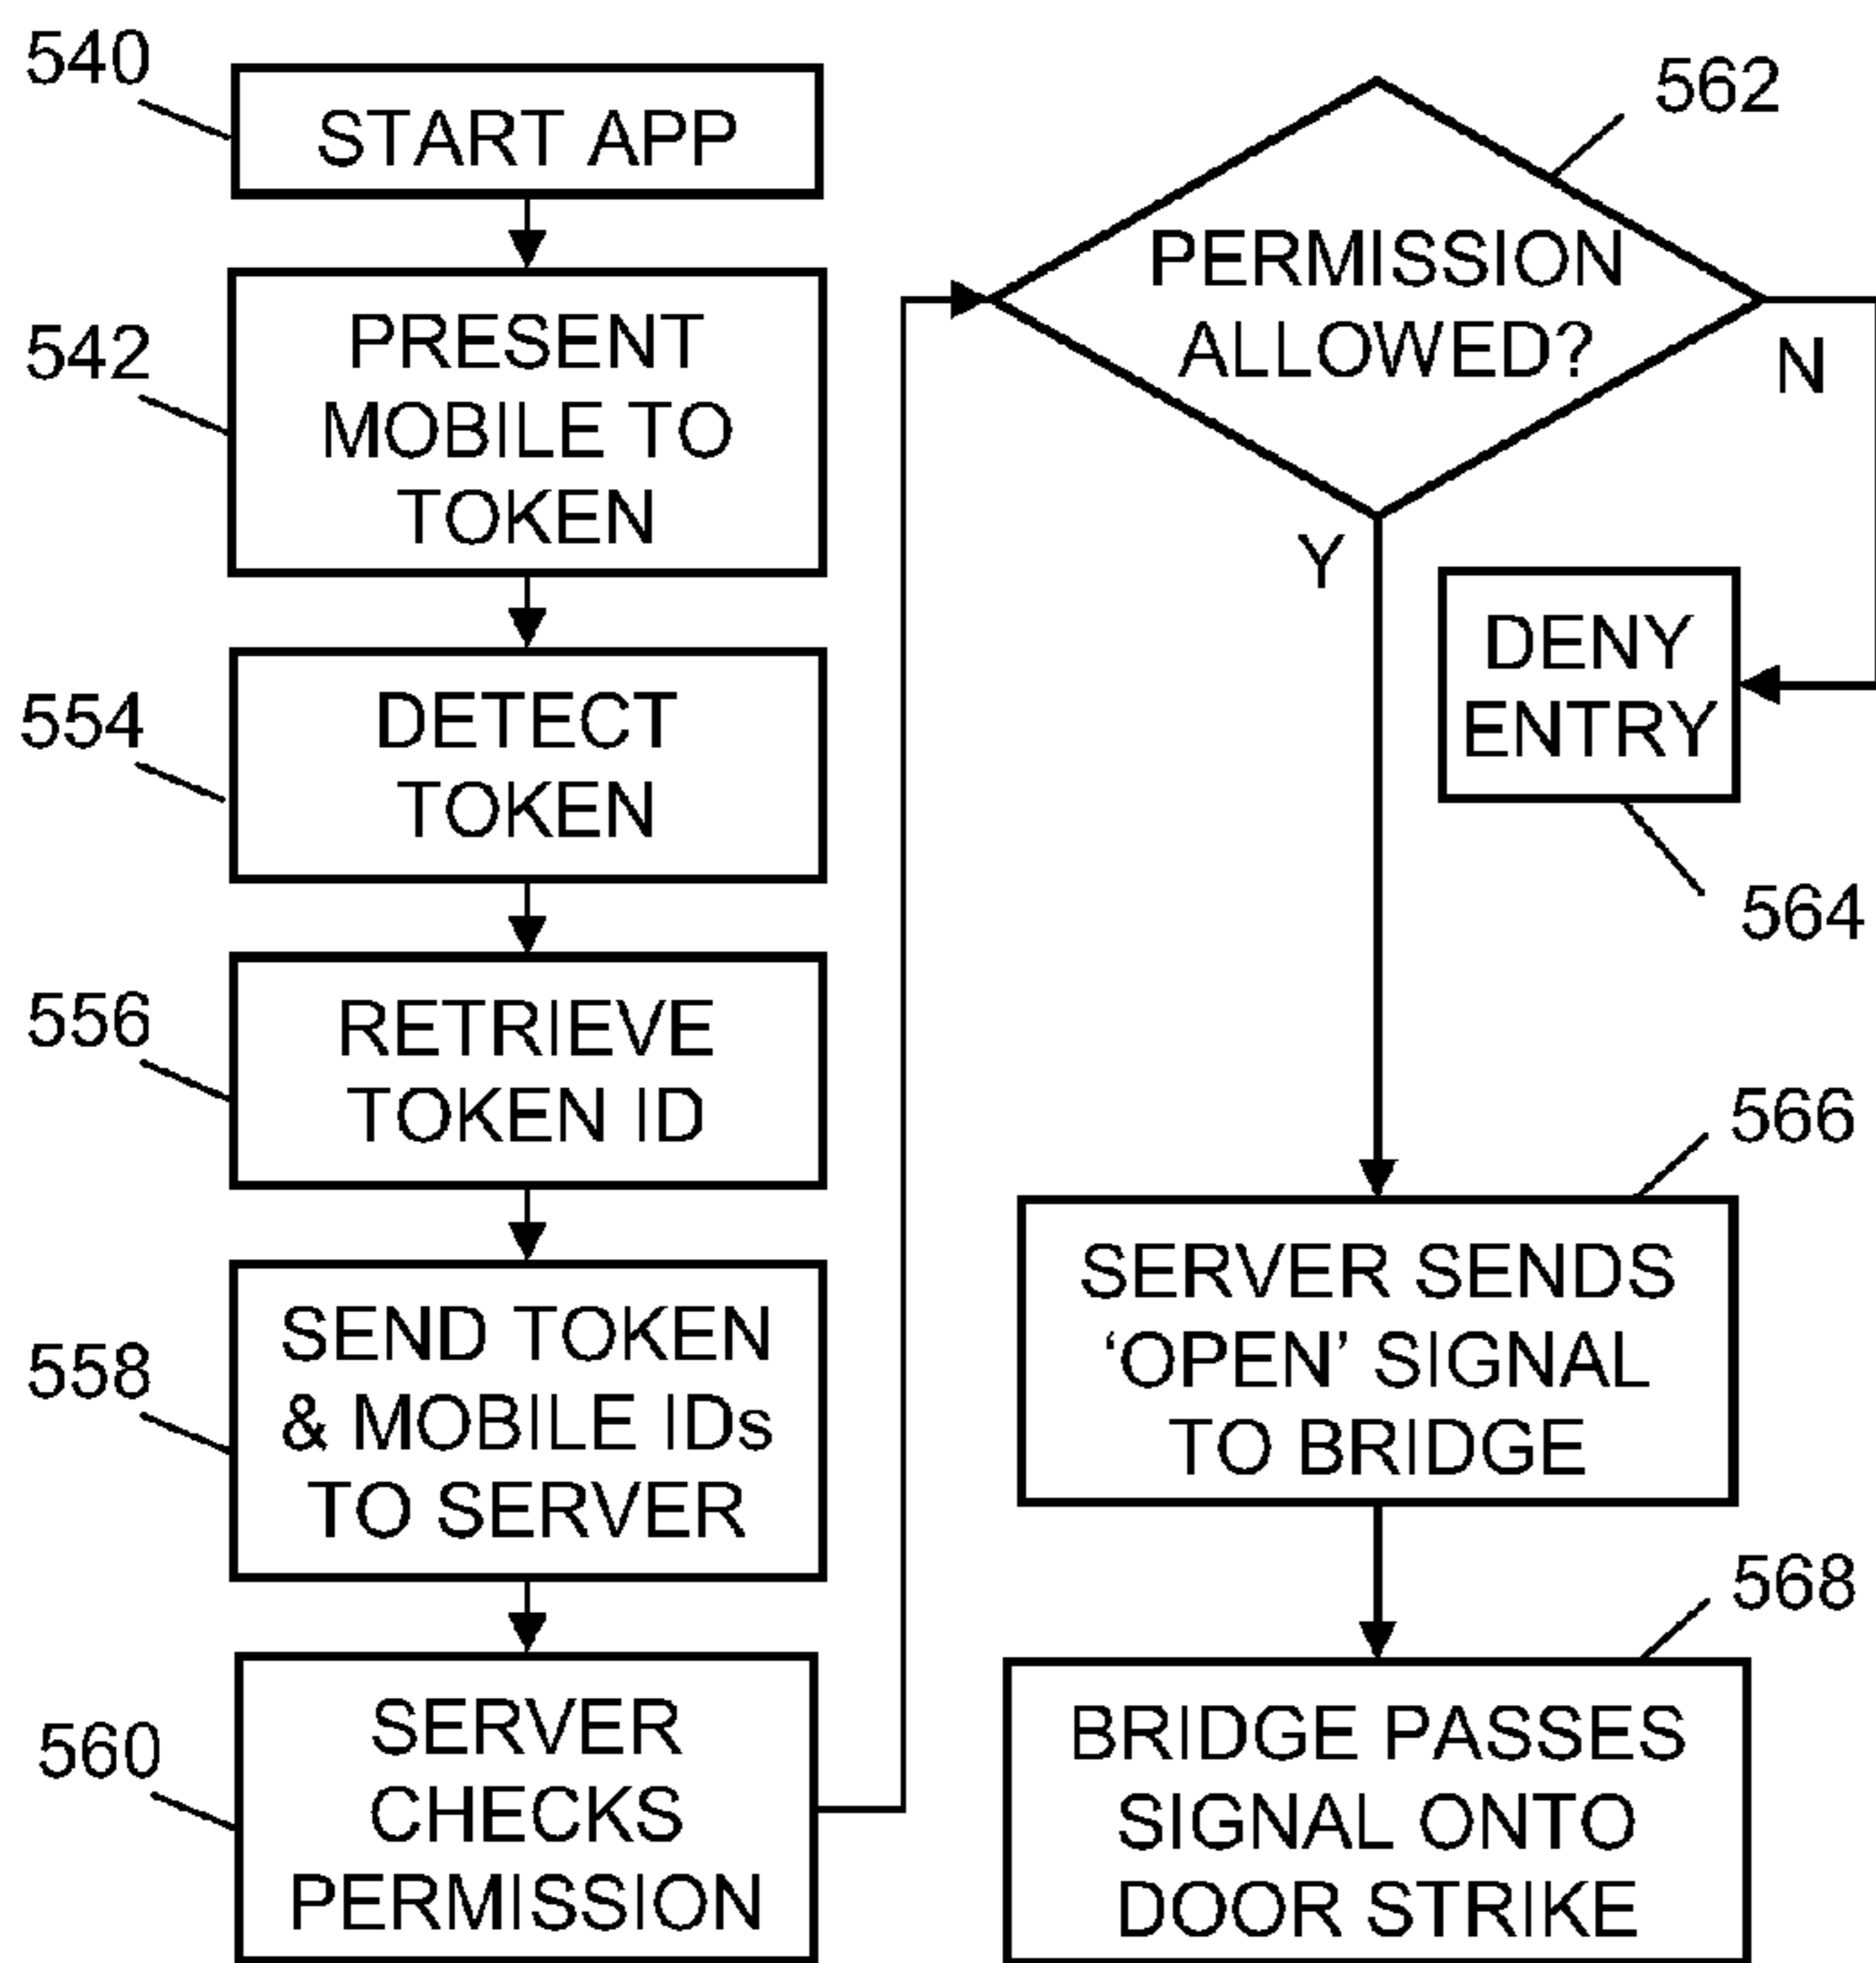 540
START APP
542
PRESENT
MOBILE TO
TOKEN
554
DETECT
TOKEN
556
RETRIEVE
TOKEN ID
558
SEND TOKEN
& MOBILE IDs
TO SERVER
560
SERVER
CHECKS
PERMISSION
562
PERMISSION
ALLOWED?
N
Y
DENY
ENTRY
564
566
SERVER SENDS
‘OPEN’ SIGNAL
TO BRIDGE
568
BRIDGE PASSES
SIGNAL ONTO
DOOR STRIKE